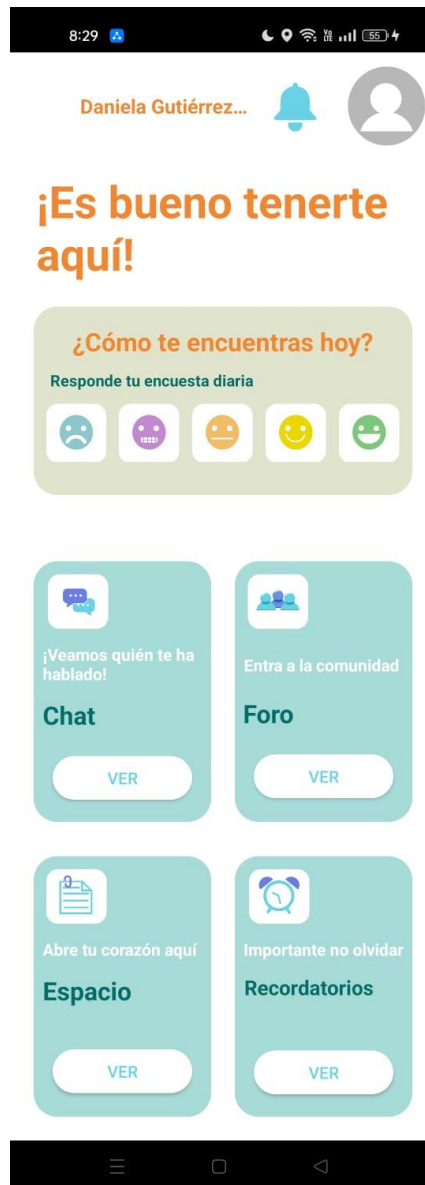 8:29
55
Daniela Gutiérrez...
¡Es bueno tenerte
aquí!
¿Cómo te encuentras hoy?
Responde tu encuesta diaria
¡Veamos quién te ha
hablado!
Chat
VER
Entra a la comunidad
Foro
VER
Abre tu corazón aquí
Espacio
VER
Importante no olvidar
Recordatorios
VER